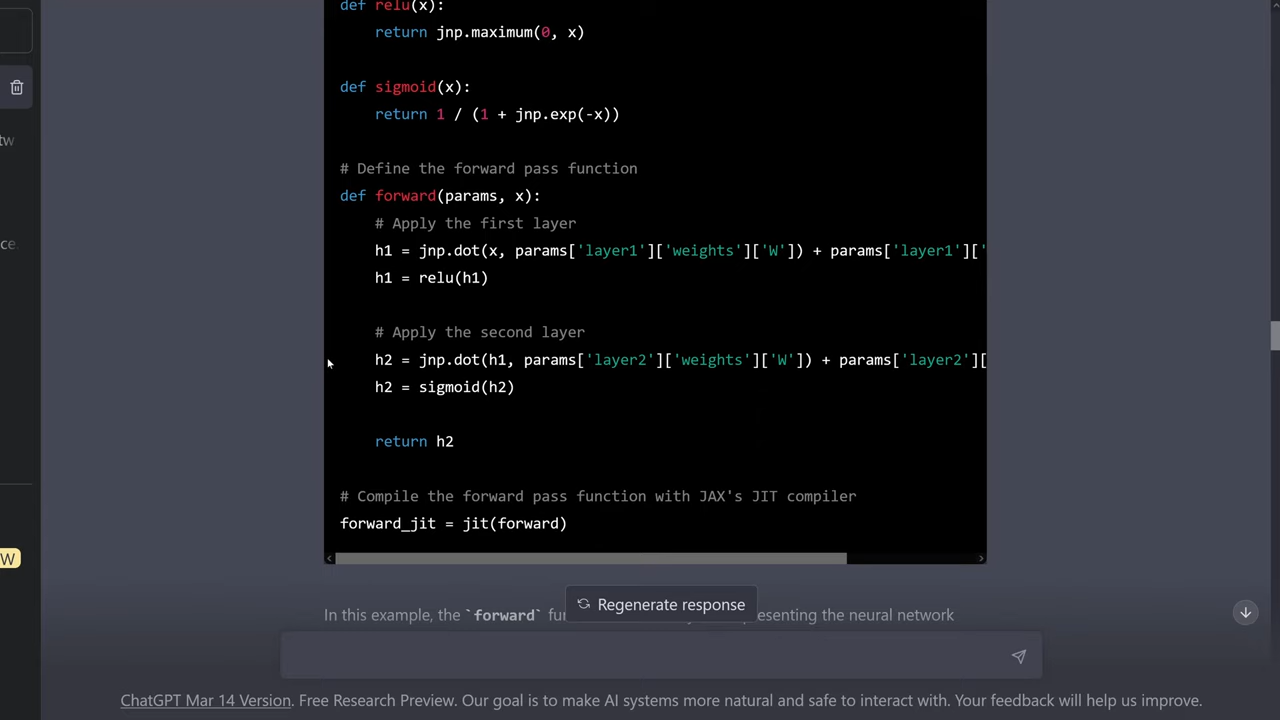 def relu(x):
return jnp.maximum(0, x)
def sigmoid(x):
return 1 / (1 + jnp.exp(-x))
tw
# Define the forward pass function
def forward(params, x):
# Apply the first layer
ce.
h1 = jnp.dot(x, params['layer1']['weights']['W']) + params['layer1']['
h1 = relu(h1)
# Apply the second layer
h2 = jnp.dot(h1, params['layer2']['weights']['W']) + params['layer2'][
h2 = sigmoid(h2)
return h2
# Compile the forward pass function with JAX's JIT compiler
forward_jit = jit(forward)
W
Regenerate response
In this example, the `forward` fu presenting the neural network
ChatGPT Mar 14 Version. Free Research Preview. Our goal is to make AI systems more natural and safe to interact with. Your feedback will help us improve.